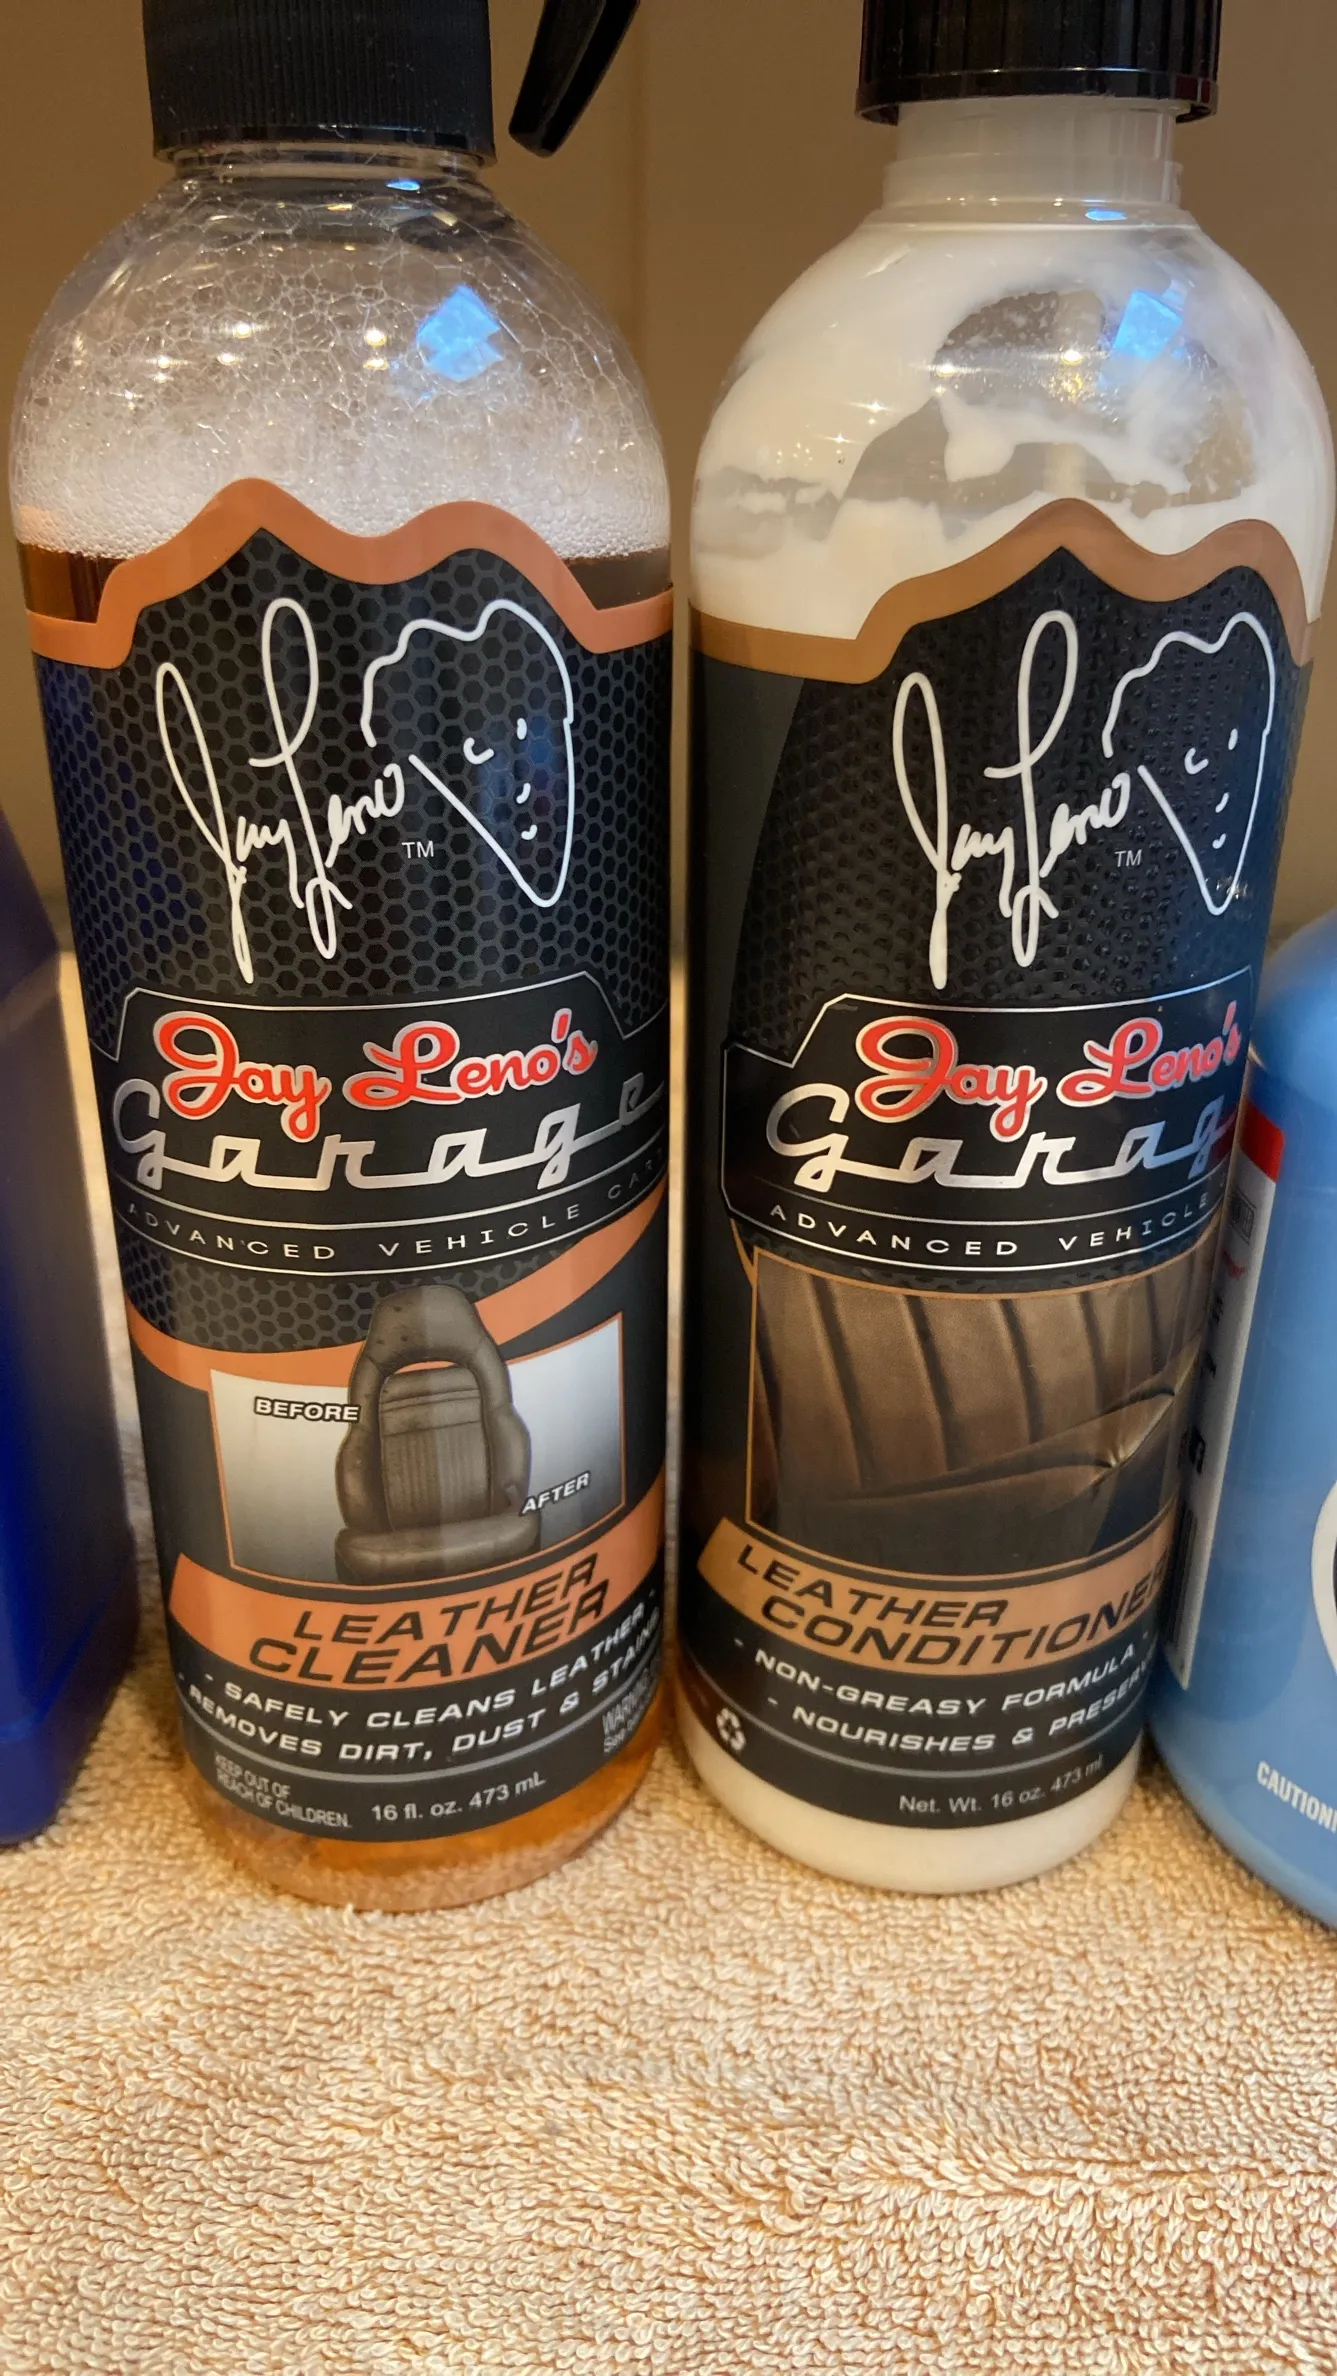 Jay Leno
TM
Jay Leno's
Garage
ADVANCED VEHICLE CAR
BEFORE
AFTER
LEATHER
CLEANER
- SAFELY CLEANS LEATHER -
- REMOVES DIRT, DUST & STAINS
WARNING
KEEP OUT OF
REACH OF CHILDREN.
16 fl. oz. 473 mL
Jay Leno
TM
Jay Leno's
Garag
ADVANCED VEHICLE
LEATHER
CONDITIONER
- NON-GREASY FORMULA -
- NOURISHES & PRESER
Net. Wt. 16 oz. 473 ml
CAUTION